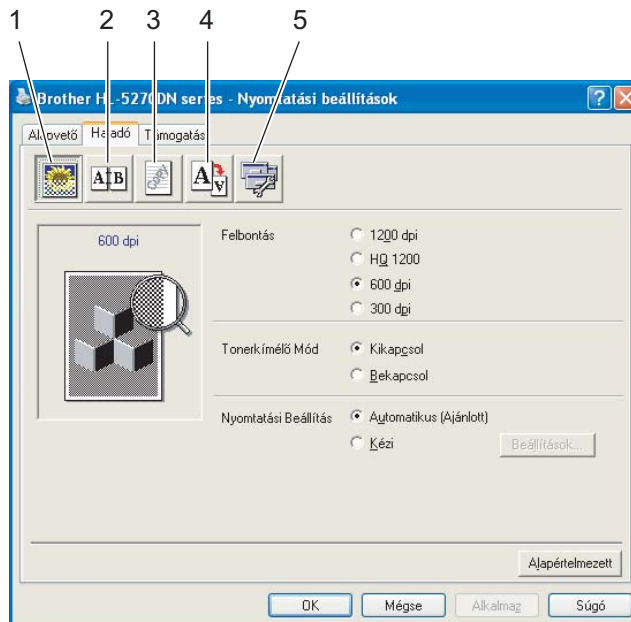 1 2 3 4 5
Brother HL-5270DN series - Nyomtatási beállítások
Alapvető Haladó Támogatás
A B
Copy
A A
600 dpi
Felbontás
1200 dpi
HQ 1200
600 dpi
300 dpi
Tonerkímélő Mód
Kikapcsol
Bekapcsol
Nyomtatási Beállítás
Automatikus (Ajánlott)
Kézi
Beállítások...
Alapértelmezett
OK Mégse Alkalmaz Súgó